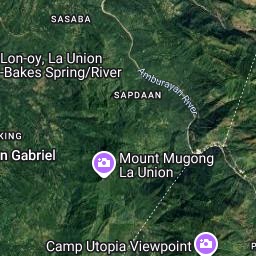 SASABA
Lon-oy, La Union
-Bakes Spring/River
Amburayan River
SAPDAAN
KING
n Gabriel
Mount Mugong
La Union
Camp Utopia Viewpoint
P